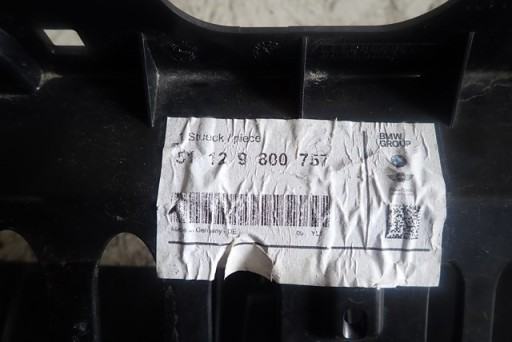 1 Stueck / piece
BMW
GROUP
51 12 9 800 757
Made in Germany - DE